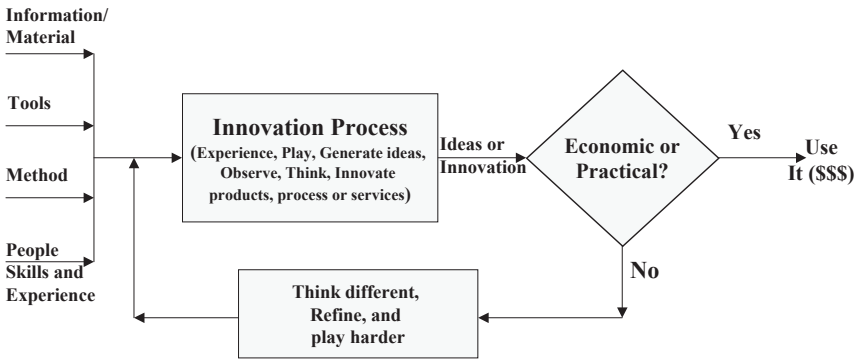 Information/
Material
Tools
Method
People
Skills and
Experience
Innovation Process
(Experience, Play, Generate ideas,
Observe, Think, Innovate
products, process or services)
Ideas or
Innovation
Economic or
Practical?
Yes
Use
It ($$$)
No
Think different,
Refine, and
play harder